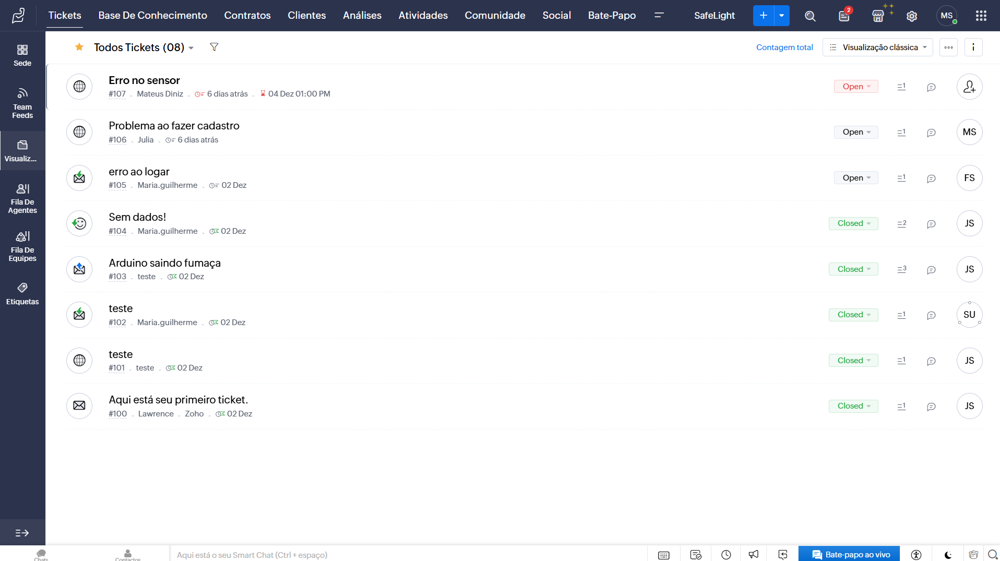 Tickets Base De Conhecimento Contratos Clientes Análises Atividades Comunidade Social Bate-Papo SafeLight 2 MS
Sede
Team
Feeds
Visualiz...
Fila De
Agentes
Fila De
Equipes
Etiquetas
Todos Tickets (08) Contagem total Visualização clássica
Erro no sensor
#107 . Mateus Diniz . 6 dias atrás . 04 Dez 01:00 PM Open 1
Problema ao fazer cadastro
#106 . Julia . 6 dias atrás Open 1 MS
erro ao logar
#105 . Maria.guilherme . 02 Dez Open 1 FS
Sem dados!
#104 . Maria.guilherme . 02 Dez Closed 2 JS
Arduino saindo fumaça
#103 . teste . 02 Dez Closed 3 JS
teste
#102 . Maria.guilherme . 02 Dez Closed 1 SU
teste
#101 . teste . 02 Dez Closed 1 JS
Aqui está seu primeiro ticket.
#100 . Lawrence . Zoho . 02 Dez Closed 1 JS
Chats Contactos Aqui está o seu Smart Chat (Ctrl + espaço) Bate-papo ao vivo